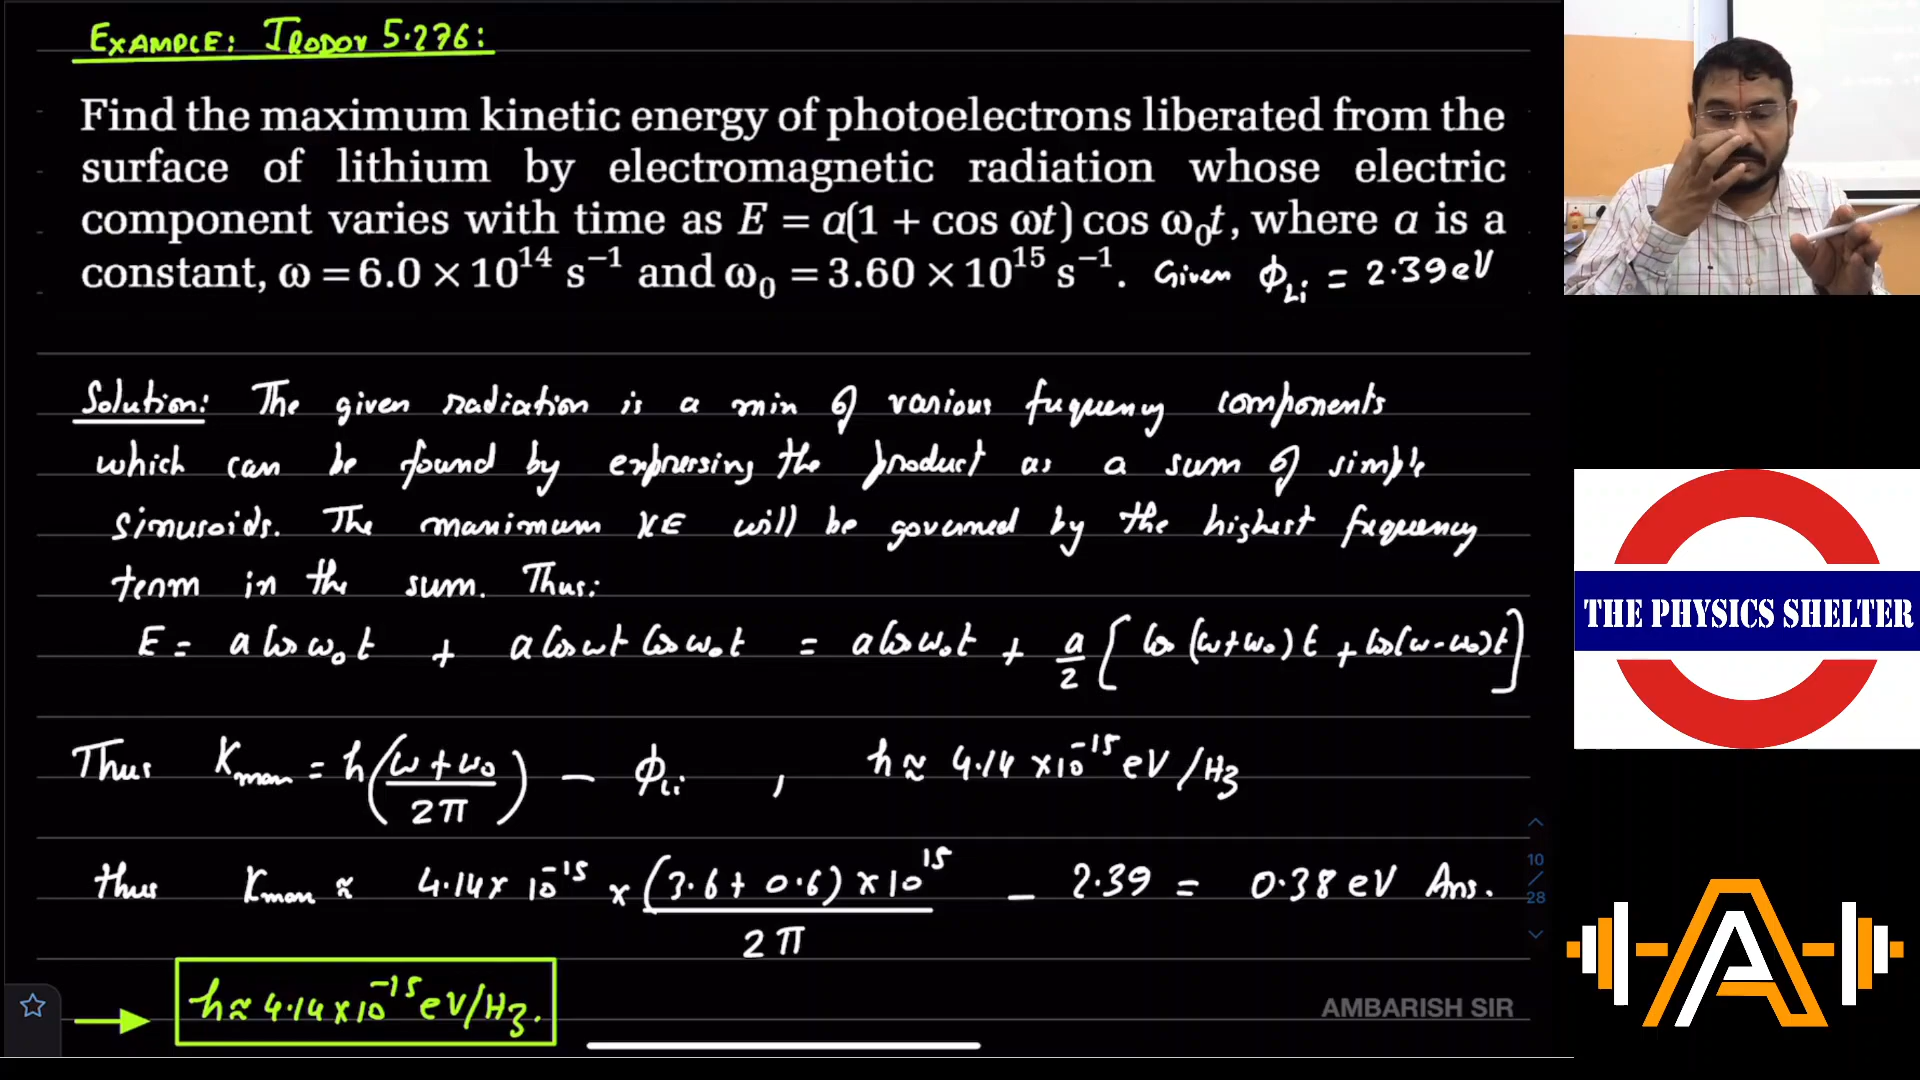 EXAMPLE: IRODOV 5.276:
Find the maximum kinetic energy of photoelectrons liberated from the
surface of lithium by electromagnetic radiation whose electric
component varies with time as E = a(1 + cos ωt) cos ω₀t, where a is a
constant, ω = 6.0 × 10¹⁴ s⁻¹ and ω₀ = 3.60 × 10¹⁵ s⁻¹. Given ϕLi = 2.39 eV
Solution: The given radiation is a mix of various frequency components
which can be found by expressing the product as a sum of simple
sinusoids. The maximum KE will be governed by the highest frequency
term in the sum. Thus:
E = a cos ω₀t + a cos ωt cos ω₀t = a cos ω₀t + a/2 [cos (ω+ω₀)t + cos(ω-ω₀)t]
Thus Kmax = h((ω+ω₀)/2π) − ϕLi , h ≈ 4.14 ×10⁻¹⁵ eV/Hz
thus Kmax ≈ 4.14 × 10⁻¹⁵ × (3.6 + 0.6) × 10¹⁵ / 2π − 2.39 = 0.38 eV Ans.
→ h ≈ 4.14 ×10⁻¹⁵ eV/Hz.
AMBARISH SIR
10
/
28
THE PHYSICS SHELTER
A